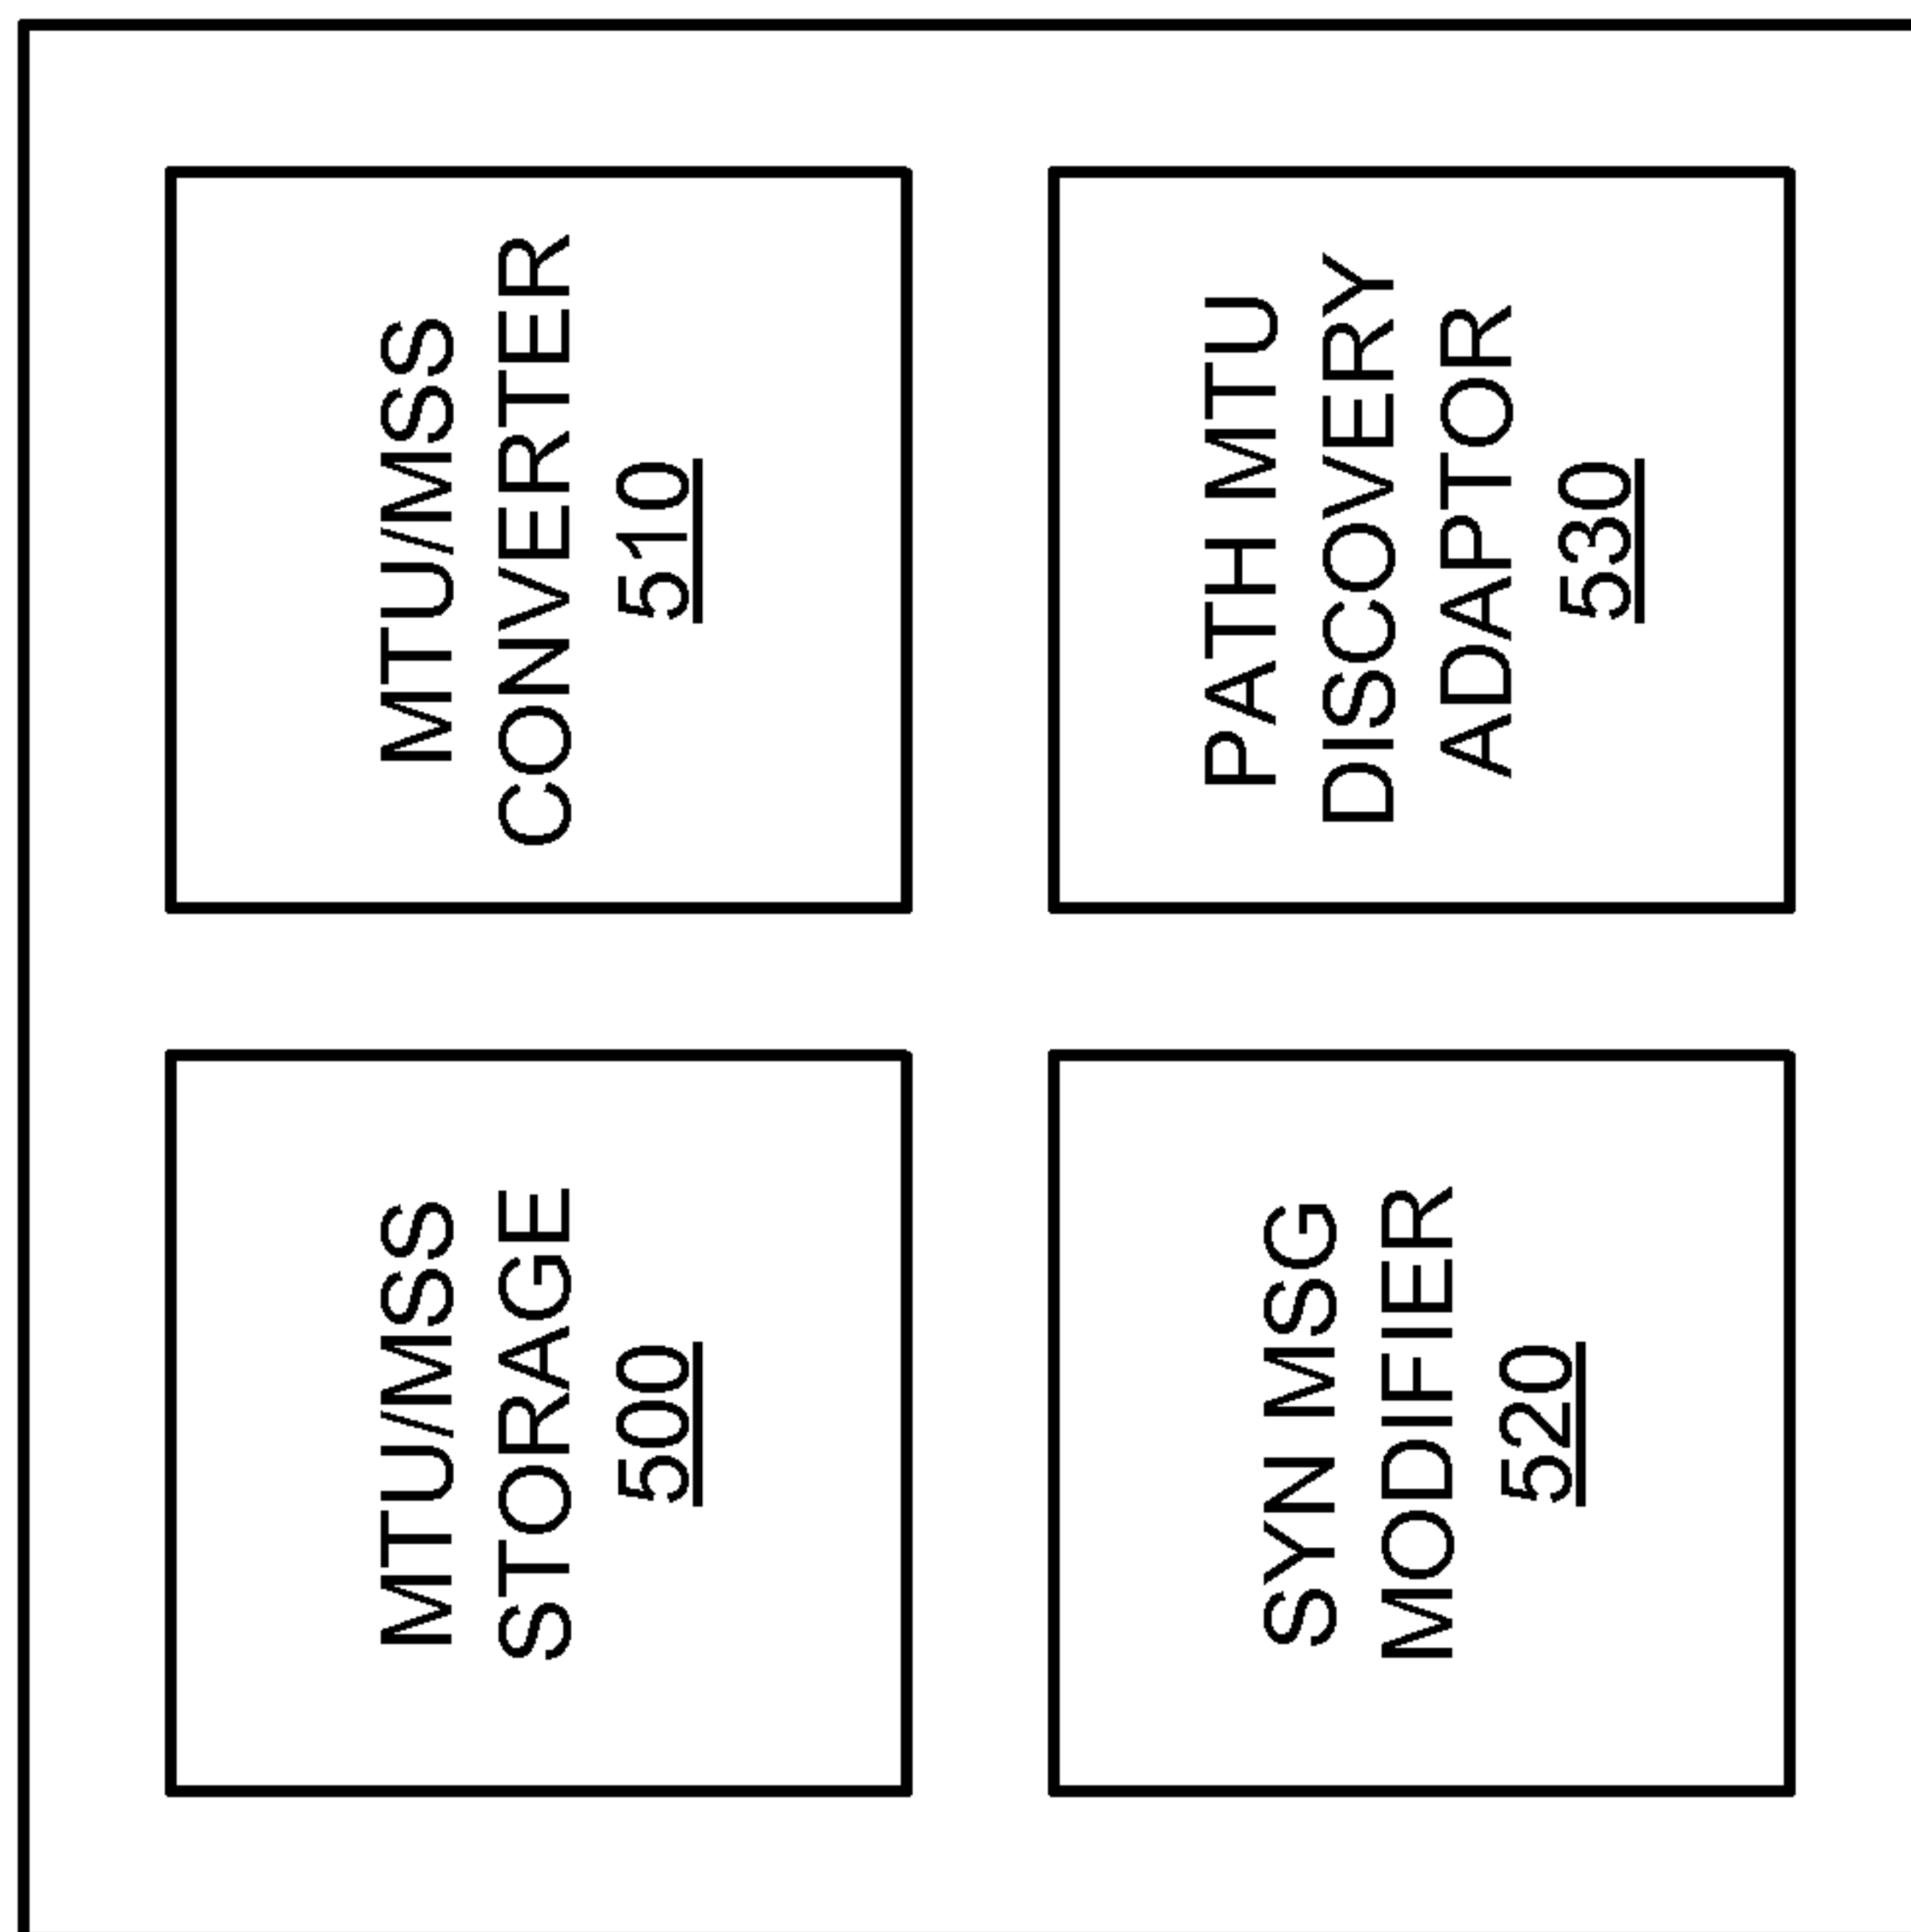 MTU/MSS
STORAGE
500
MTU/MSS
CONVERTER
510
SYN MSG
MODIFIER
520
PATH MTU
DISCOVERY
ADAPTOR
530